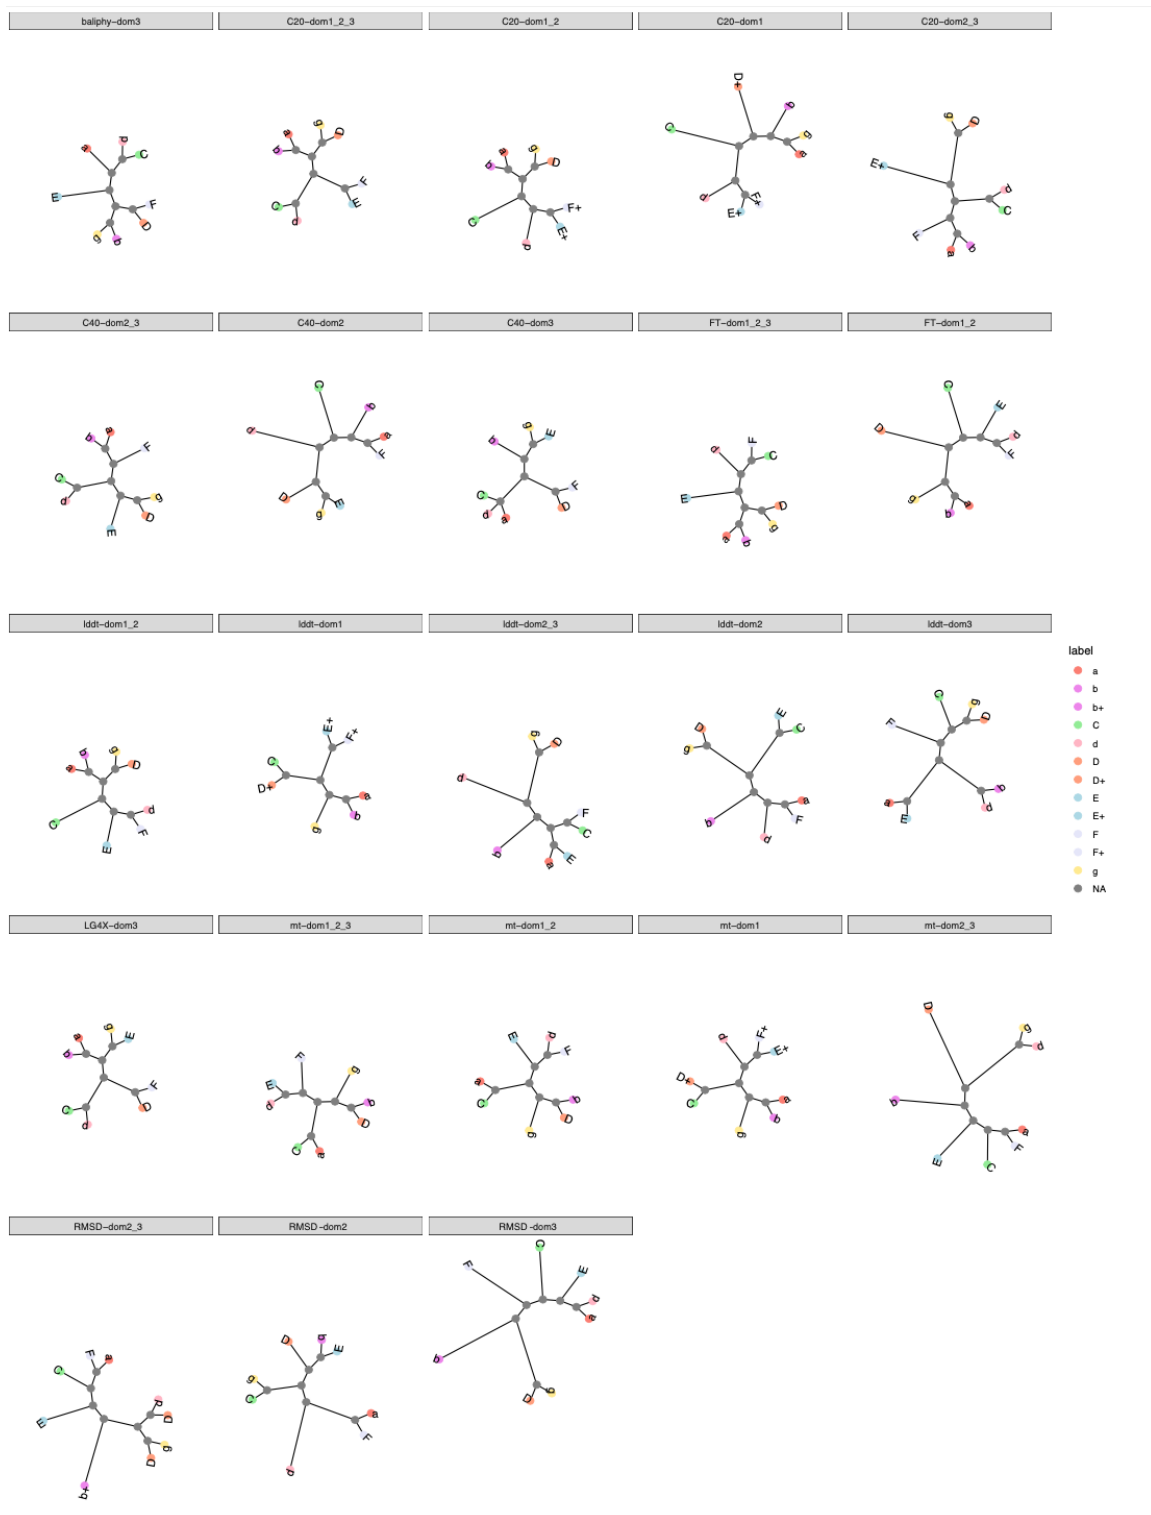 baliphy−dom3
a
d
C
E
F
D
g
b
C20−dom1_2_3
a
b
g
D
F
E
C
d
C20−dom1_2
a
b
g
D
F+
E+
C
d
C20−dom1
D+
b
C
g
a
d
F+
E+
C20−dom2_3
g
D
E+
d
C
F
a
b
C40−dom2_3
b
a
F
C
d
g
D
E
C40−dom2
C
b
d
a
F
D
E
g
C40−dom3
g
E
b
C
d
a
F
D
FT−dom1_2_3
F
d
C
E
D
g
a
b
FT−dom1_2
C
E
D
d
F
g
b
a
lddt−dom1_2
b
g
a
D
C
d
F
E
lddt−dom1
E+
F+
C
D+
a
b
g
lddt−dom2_3
g
D
d
F
C
b
a
E
lddt−dom2
E
C
D
g
b
a
F
d
lddt−dom3
C
g
D
F
b
d
a
E
label
a
b
b+
C
d
D
D+
E
E+
F
F+
g
NA
LG4X−dom3
a
b
g
E
F
D
C
d
mt−dom1_2_3
F
g
E
d
b
D
C
a
mt−dom1_2
E
d
F
a
C
b
D
g
mt−dom1
d
F+
E+
D+
C
a
b
g
mt−dom2_3
D
g
d
b
a
F
E
C
RMSD−dom2_3
F
a
C
E
d
D
g
D
b+
RMSD−dom2
D
b
E
g
C
a
F
d
RMSD−dom3
C
F
E
d
a
b
D
g